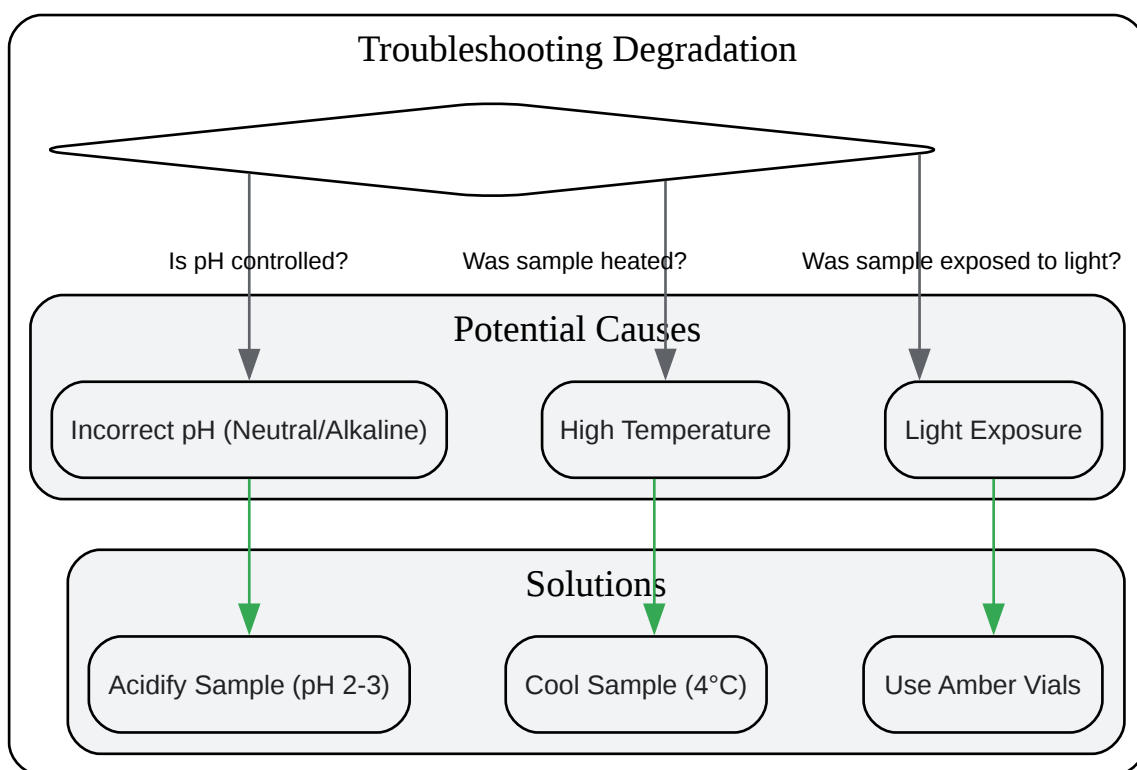 Troubleshooting Degradation
Is pH controlled?
Was sample heated?
Was sample exposed to light?
Potential Causes
Incorrect pH (Neutral/Alkaline)
High Temperature
Light Exposure
Solutions
Acidify Sample (pH 2-3)
Cool Sample (4°C)
Use Amber Vials